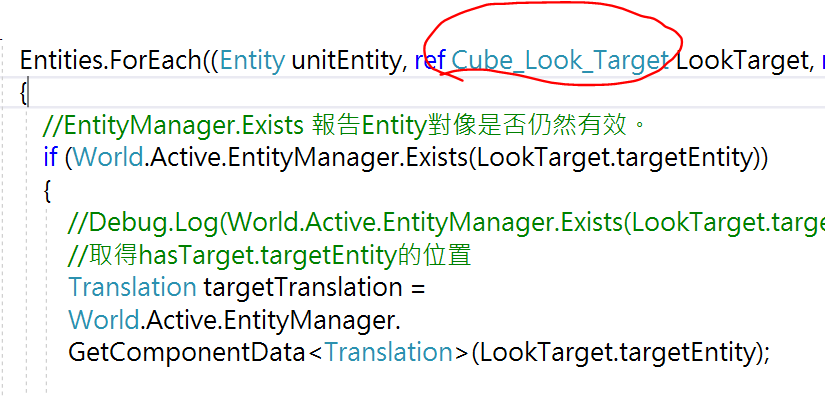 Entities.ForEach((Entity unitEntity, ref Cube_Look_Target LookTarget,
{
//EntityManager.Exists 報告Entity對像是否仍然有效。
if (World.Active.EntityManager.Exists(LookTarget.targetEntity))
{
//Debug.Log(World.Active.EntityManager.Exists(LookTarget.targe
//取得hasTarget.targetEntity的位置
Translation targetTranslation =
World.Active.EntityManager.
GetComponentData<Translation>(LookTarget.targetEntity);